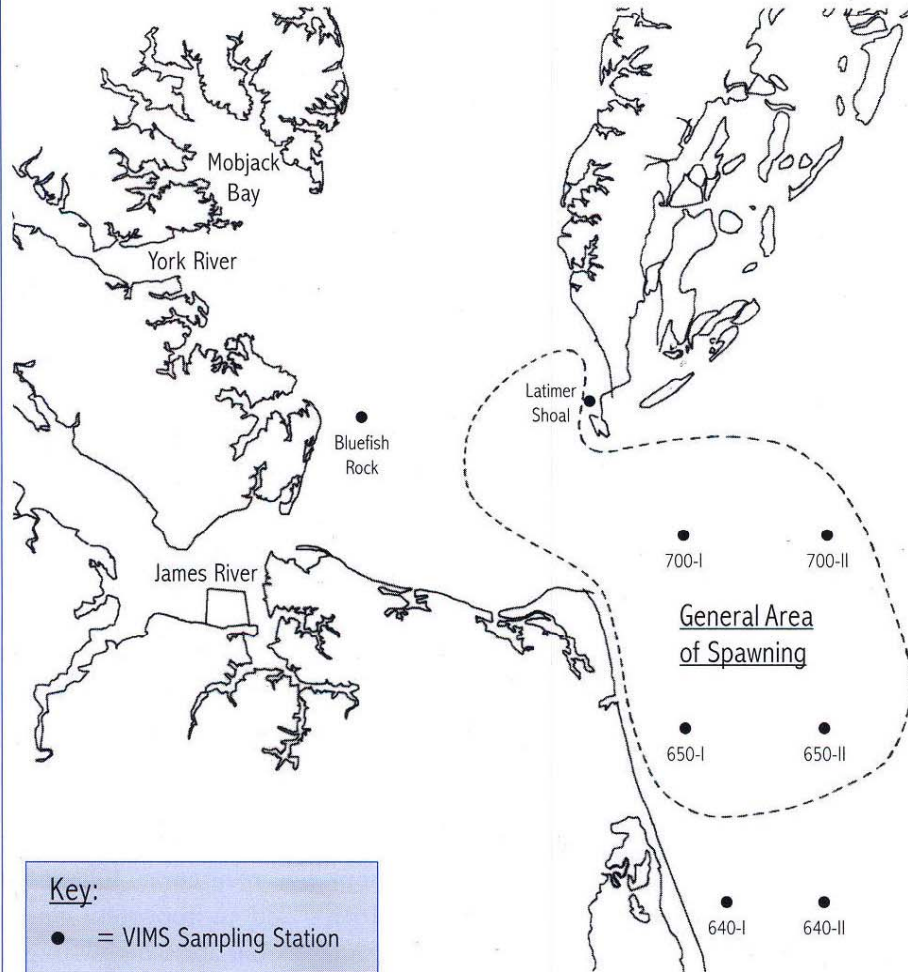 Mobjack
Bay
York River
Latimer
Shoal
Bluefish
Rock
700-I
700-II
James River
General Area
of Spawning
650-I
650-II
Key:
● = VIMS Sampling Station
640-I
640-II